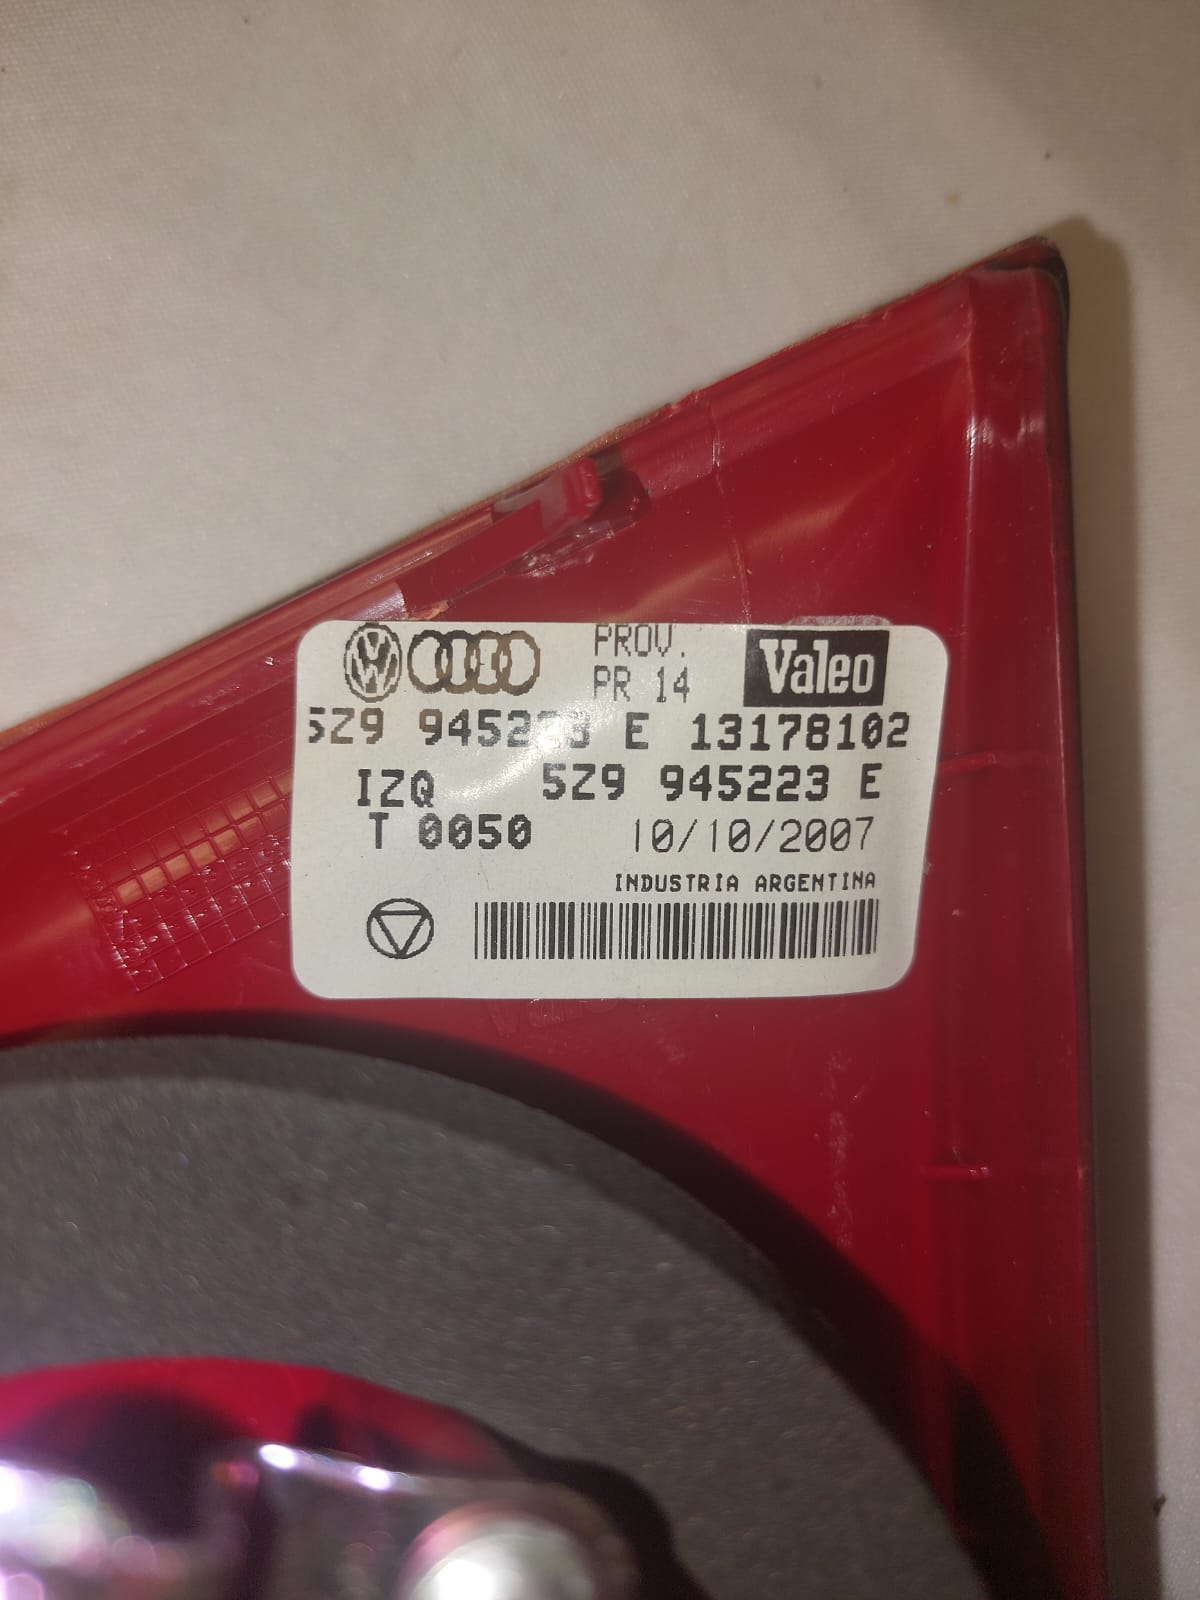 PROV.
PR 14
Valeo
5Z9 945223 E 13178102
IZQ 5Z9 945223 E
T 0050 10/10/2007
INDUSTRIA ARGENTINA